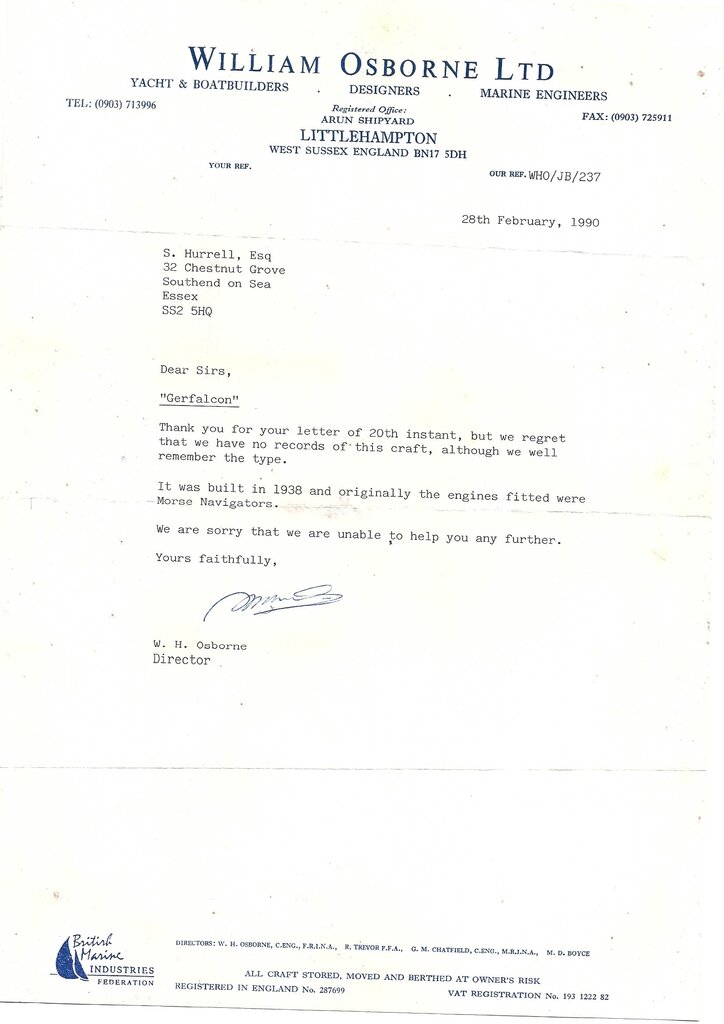 WILLIAM OSBORNE LTD
YACHT & BOATBUILDERS . DESIGNERS . MARINE ENGINEERS
TEL: (0903) 713996
Registered Office:
FAX: (0903) 725911
ARUN SHIPYARD
LITTLEHAMPTON
WEST SUSSEX ENGLAND BN17 5DH
YOUR REF.
OUR REF. WHO/JB/237
28th February, 1990
S. Hurrell, Esq
32 Chestnut Grove
Southend on Sea
Essex
SS2 5HQ
Dear Sirs,
"Gerfalcon"
Thank you for your letter of 20th instant, but we regret
that we have no records of this craft, although we well
remember the type.
It was built in 1938 and originally the engines fitted were
Morse Navigators.
We are sorry that we are unable to help you any further.
Yours faithfully,
W. H. Osborne
Director
British
Marine
INDUSTRIES
FEDERATION
DIRECTORS: W. H. OSBORNE, C.ENG., F.R.I.N.A., R. TREVOR F.F.A., G. M. CHATFIELD, C.ENG., M.R.I.N.A., M. D. BOYCE
ALL CRAFT STORED, MOVED AND BERTHED AT OWNER'S RISK
REGISTERED IN ENGLAND No. 287699
VAT REGISTRATION No. 193 1222 82